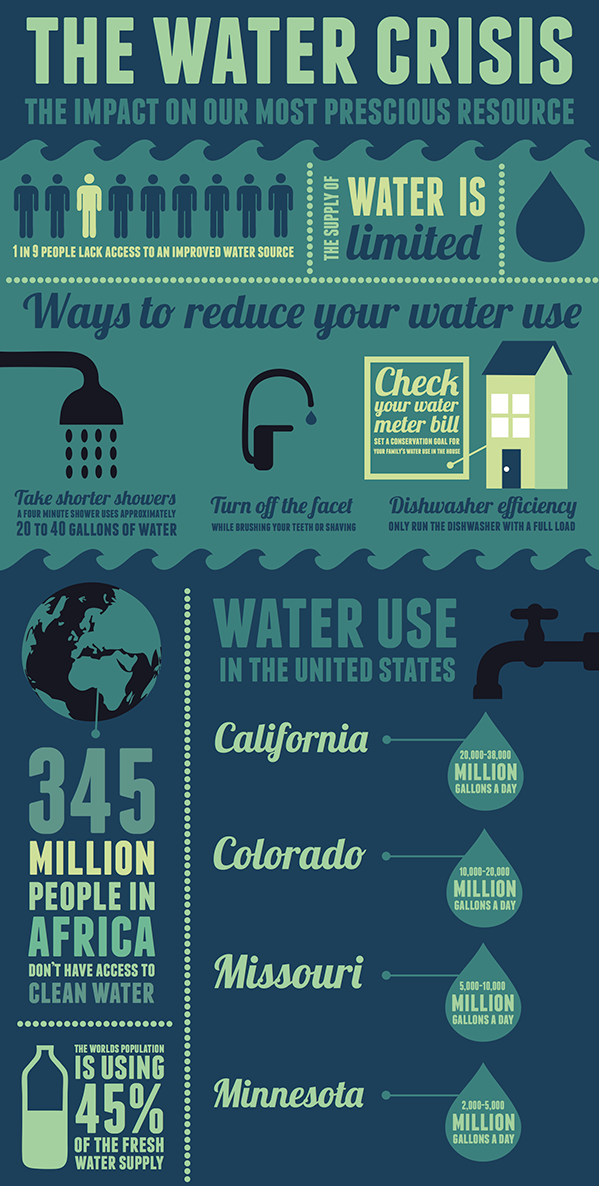 THE WATER CRISIS
THE IMPACT ON OUR MOST PRESCIOUS RESOURCE
1 IN 9 PEOPLE LACK ACCESS TO AN IMPROVED WATER SOURCE
THE SUPPLY OF
WATER IS
limited
Ways to reduce your water use
Take shorter showers
A FOUR MINUTE SHOWER USES APPROXIMATELY
20 TO 40 GALLONS OF WATER
Turn off the facet
WHILE BRUSHING YOUR TEETH OR SHAVING
Check
your water
meter bill
SET A CONSERVATION GOAL FOR
YOUR FAMILY'S WATER USE IN THE HOUSE
Dishwasher efficiency
ONLY RUN THE DISHWASHER WITH A FULL LOAD
345
MILLION
PEOPLE IN
AFRICA
DON'T HAVE ACCESS TO
CLEAN WATER
THE WORLDS POPULATION
IS USING
45%
OF THE FRESH
WATER SUPPLY
WATER USE
IN THE UNITED STATES
California
20,000-38,000
MILLION
GALLONS A DAY
Colorado
10,000-20,000
MILLION
GALLONS A DAY
Missouri
5,000-10,000
MILLION
GALLONS A DAY
Minnesota
2,000-5,000
MILLION
GALLONS A DAY